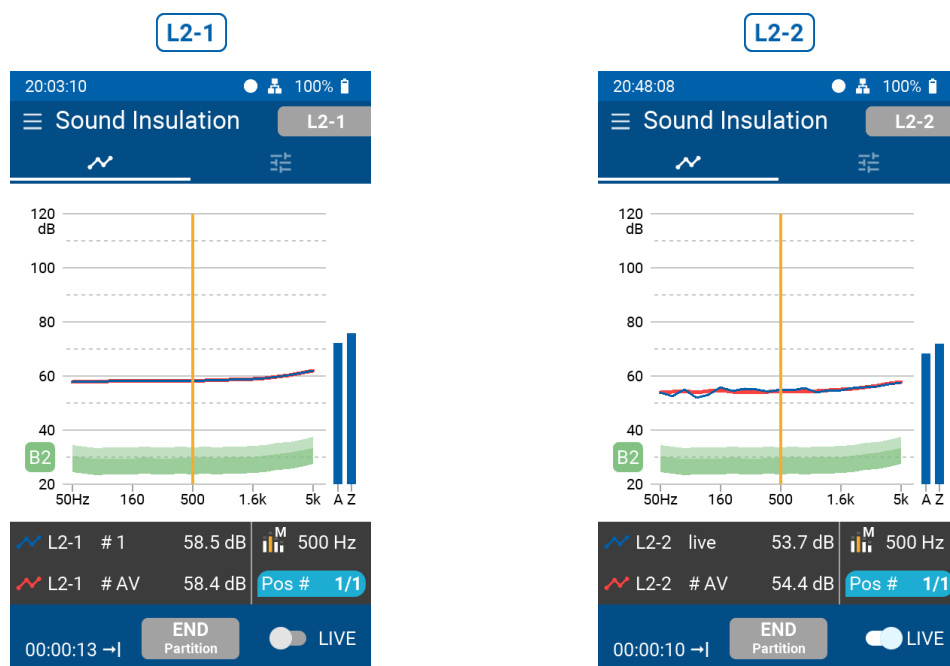 L2-1
20:03:10 100%
Sound Insulation L2-1
120
dB
100
80
60
40
B2
20
50Hz 160 500 1.6k 5k A Z
L2-1 # 1 58.5 dB M 500 Hz
L2-1 # AV 58.4 dB Pos # 1/1
END
Partition
00:00:13 LIVE
L2-2
20:48:08 100%
Sound Insulation L2-2
120
dB
100
80
60
40
B2
20
50Hz 160 500 1.6k 5k A Z
L2-2 live 53.7 dB M 500 Hz
L2-2 # AV 54.4 dB Pos # 1/1
END
Partition
00:00:10 LIVE